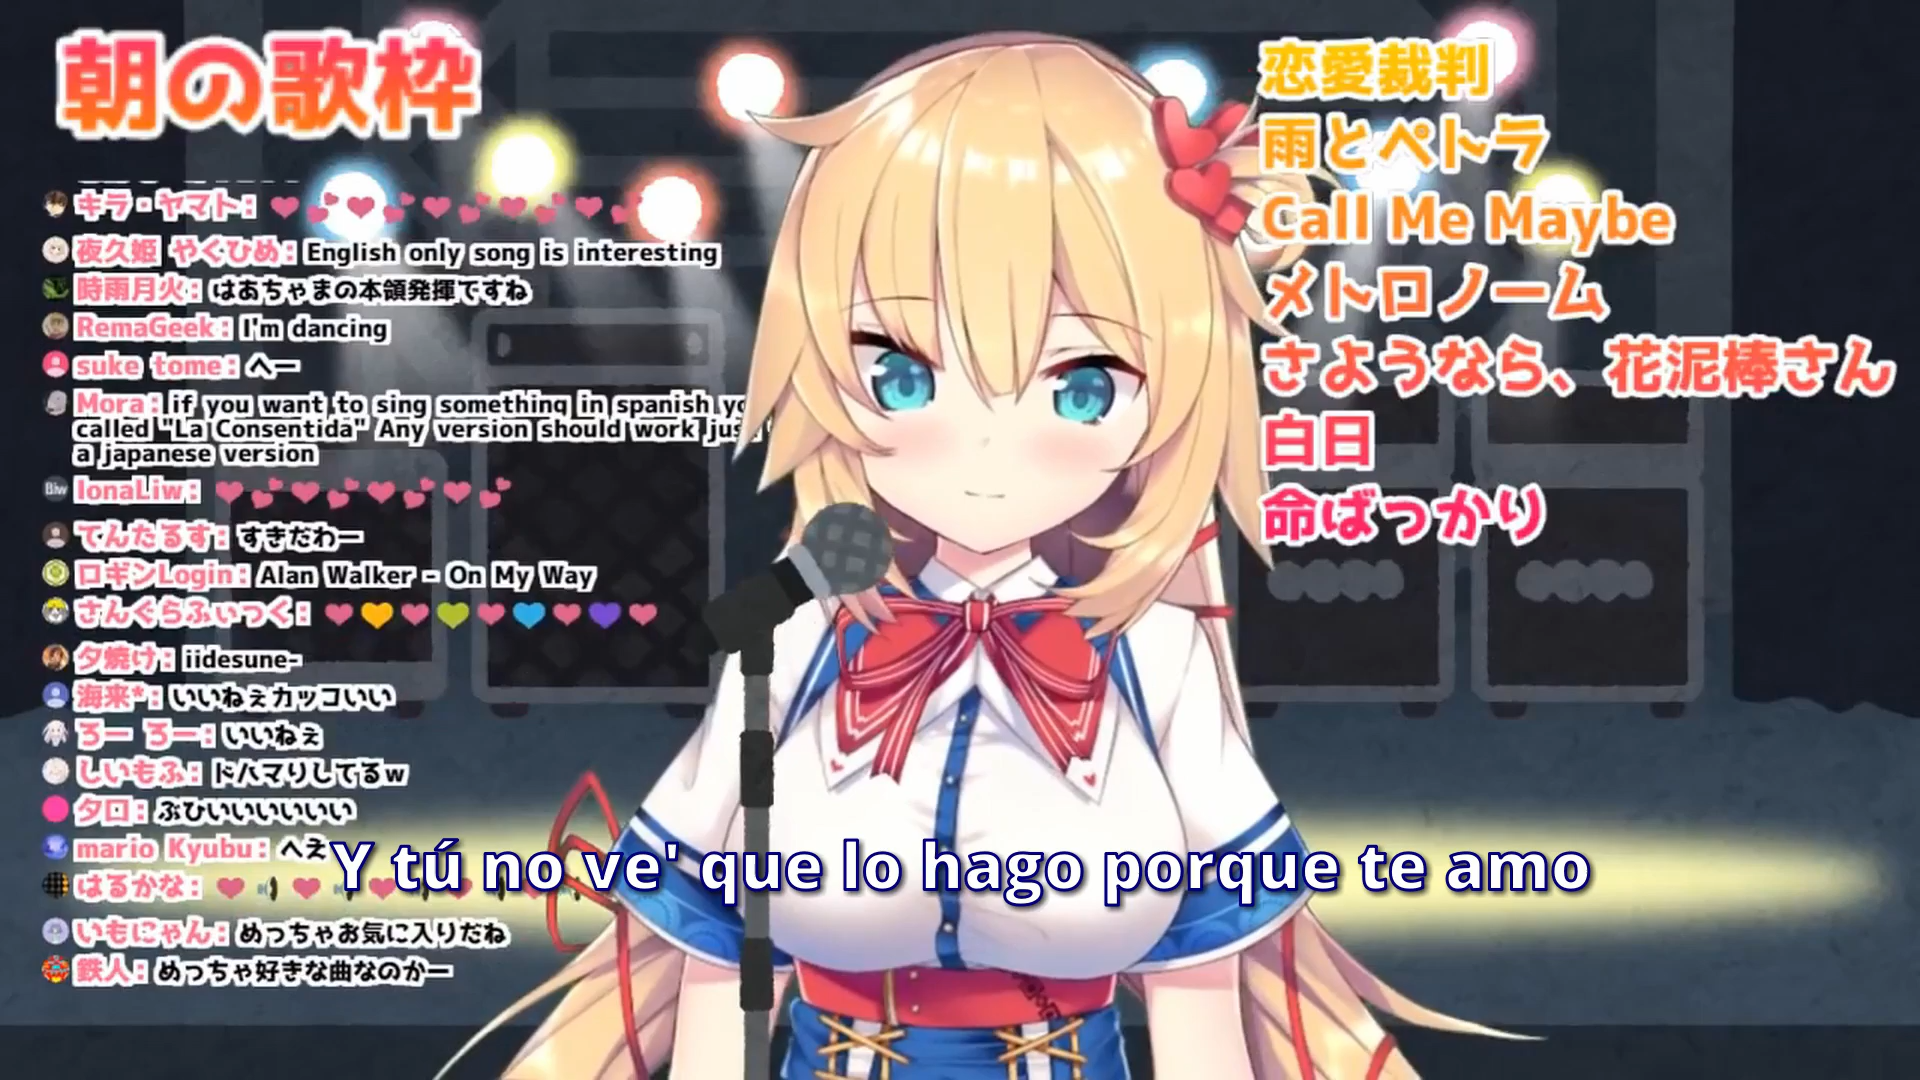 朝の歌枠
キラ・ヤマト:
夜久姫 やくひめ: English only song is interesting
時雨月火: はあちゃまの本領発揮ですね
RemaGeek: I'm dancing
suke tome: へー
Mora: if you want to sing something in spanish
called "La Consentida" Any version should work
a japanese version
IonaLiw:
てんたるす: すきだわー
ロギンLogin: Alan Walker - On My Way
さんぐらふぃっく:
夕焼け: iidesune-
海来*: いいねぇカッコいい
ろー ろー: いいねぇ
しいもふ: ドハマりしてるw
タロ: ぶひいいいいいい
mario Kyubu: へえ
はるかな:
いもにゃん: めっちゃお気に入りだね
鉄人: めっちゃ好きな曲なのかー
恋愛裁判
雨とペトラ
Call Me Maybe
メトロノーム
さようなら、花泥棒さん
白日
命ばっかり
Y tú no ve' que lo hago porque te amo